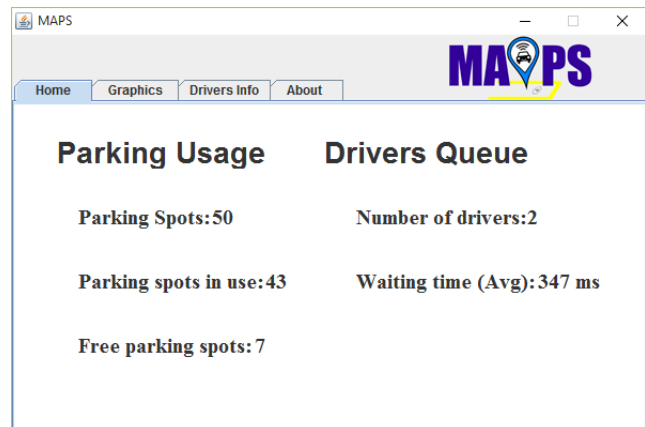 MAPS
MAPS
Home Graphics Drivers Info About
Parking Usage Drivers Queue
Parking Spots:50 Number of drivers:2
Parking spots in use:43 Waiting time (Avg):347 ms
Free parking spots:7